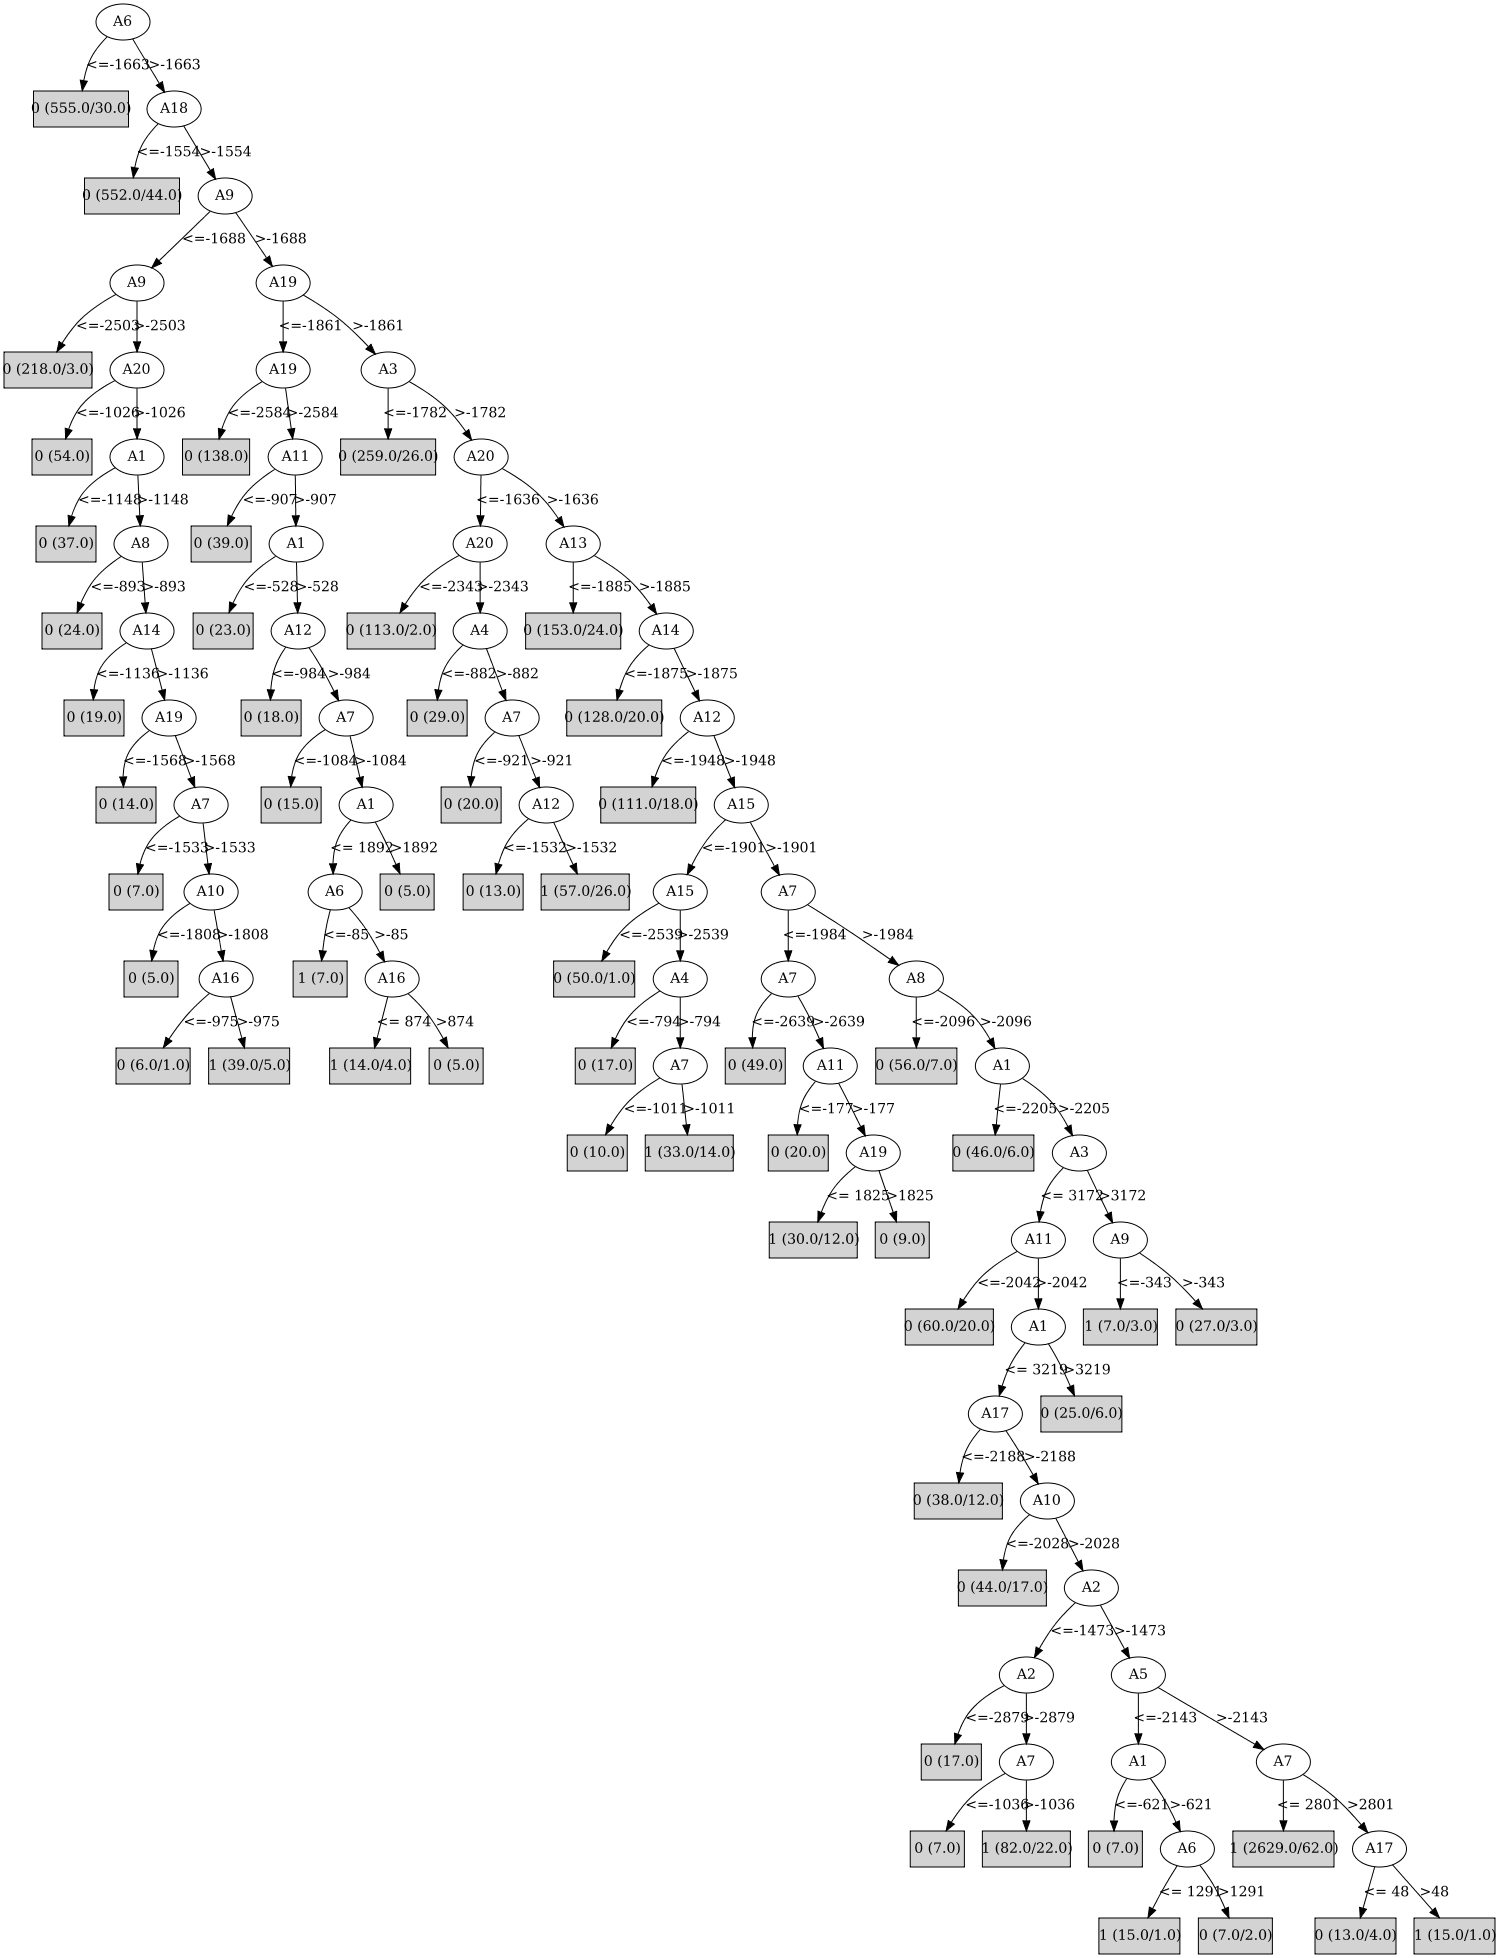 A6
<=-1663 >-1663
0 (555.0/30.0) A18
<=-1554 >-1554
0 (552.0/44.0) A9
<=-1688 >-1688
A9 A19
<=-2503 >-2503 <=-1861 >-1861
0 (218.0/3.0) A20 A19 A3
<=-1026 >-1026 <=-2584 >-2584 <=-1782 >-1782
0 (54.0) A1 0 (138.0) A11 0 (259.0/26.0) A20
<=-1148 >-1148 <=-907 >-907 <=-1636 >-1636
0 (37.0) A8 0 (39.0) A1 A20 A13
<=-893 >-893 <=-528 >-528 <=-2343 >-2343 <=-1885 >-1885
0 (24.0) A14 0 (23.0) A12 0 (113.0/2.0) A4 0 (153.0/24.0) A14
<=-1136 >-1136 <=-984 >-984 <=-882 >-882 <=-1875 >-1875
0 (19.0) A19 0 (18.0) A7 0 (29.0) A7 0 (128.0/20.0) A12
<=-1568 >-1568 <=-1084 >-1084 <=-921 >-921 <=-1948 >-1948
0 (14.0) A7 0 (15.0) A1 0 (20.0) A12 0 (111.0/18.0) A15
<=-1533 >-1533 <= 1892 >1892 <=-1532 >-1532 <=-1901 >-1901
0 (7.0) A10 A6 0 (5.0) 0 (13.0) 1 (57.0/26.0) A15 A7
<=-1808 >-1808 <=-85 >-85 <=-2539 >-2539 <=-1984 >-1984
0 (5.0) A16 1 (7.0) A16 0 (50.0/1.0) A4 A7 A8
<=-975 >-975 <= 874 >874 <=-794 >-794 <=-2639 >-2639 <=-2096 >-2096
0 (6.0/1.0) 1 (39.0/5.0) 1 (14.0/4.0) 0 (5.0) 0 (17.0) A7 0 (49.0) A11 0 (56.0/7.0) A1
<=-1011 >-1011 <=-177 >-177 <=-2205 >-2205
0 (10.0) 1 (33.0/14.0) 0 (20.0) A19 0 (46.0/6.0) A3
<= 1825 >1825 <= 3172 >3172
1 (30.0/12.0) 0 (9.0) A11 A9
<=-2042 >-2042 <=-343 >-343
0 (60.0/20.0) A1 1 (7.0/3.0) 0 (27.0/3.0)
<= 3219 >3219
A17 0 (25.0/6.0)
<=-2188 >-2188
0 (38.0/12.0) A10
<=-2028 >-2028
0 (44.0/17.0) A2
<=-1473 >-1473
A2 A5
<=-2879 >-2879 <=-2143 >-2143
0 (17.0) A7 A1 A7
<=-1036 >-1036 <=-621 >-621 <= 2801 >2801
0 (7.0) 1 (82.0/22.0) 0 (7.0) A6 1 (2629.0/62.0) A17
<= 1291 >1291 <= 48 >48
1 (15.0/1.0) 0 (7.0/2.0) 0 (13.0/4.0) 1 (15.0/1.0)